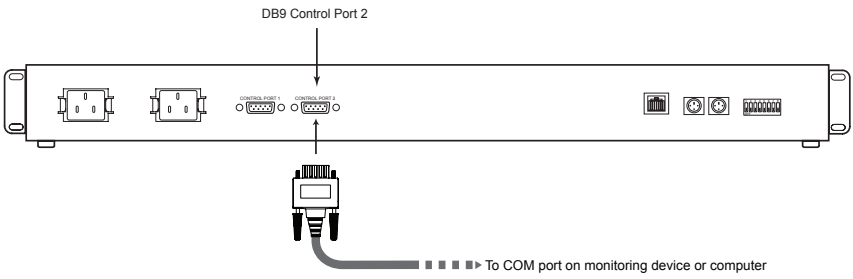 DB9 Control Port 2
CONTROL PORT 1 CONTROL PORT 2
To COM port on monitoring device or computer